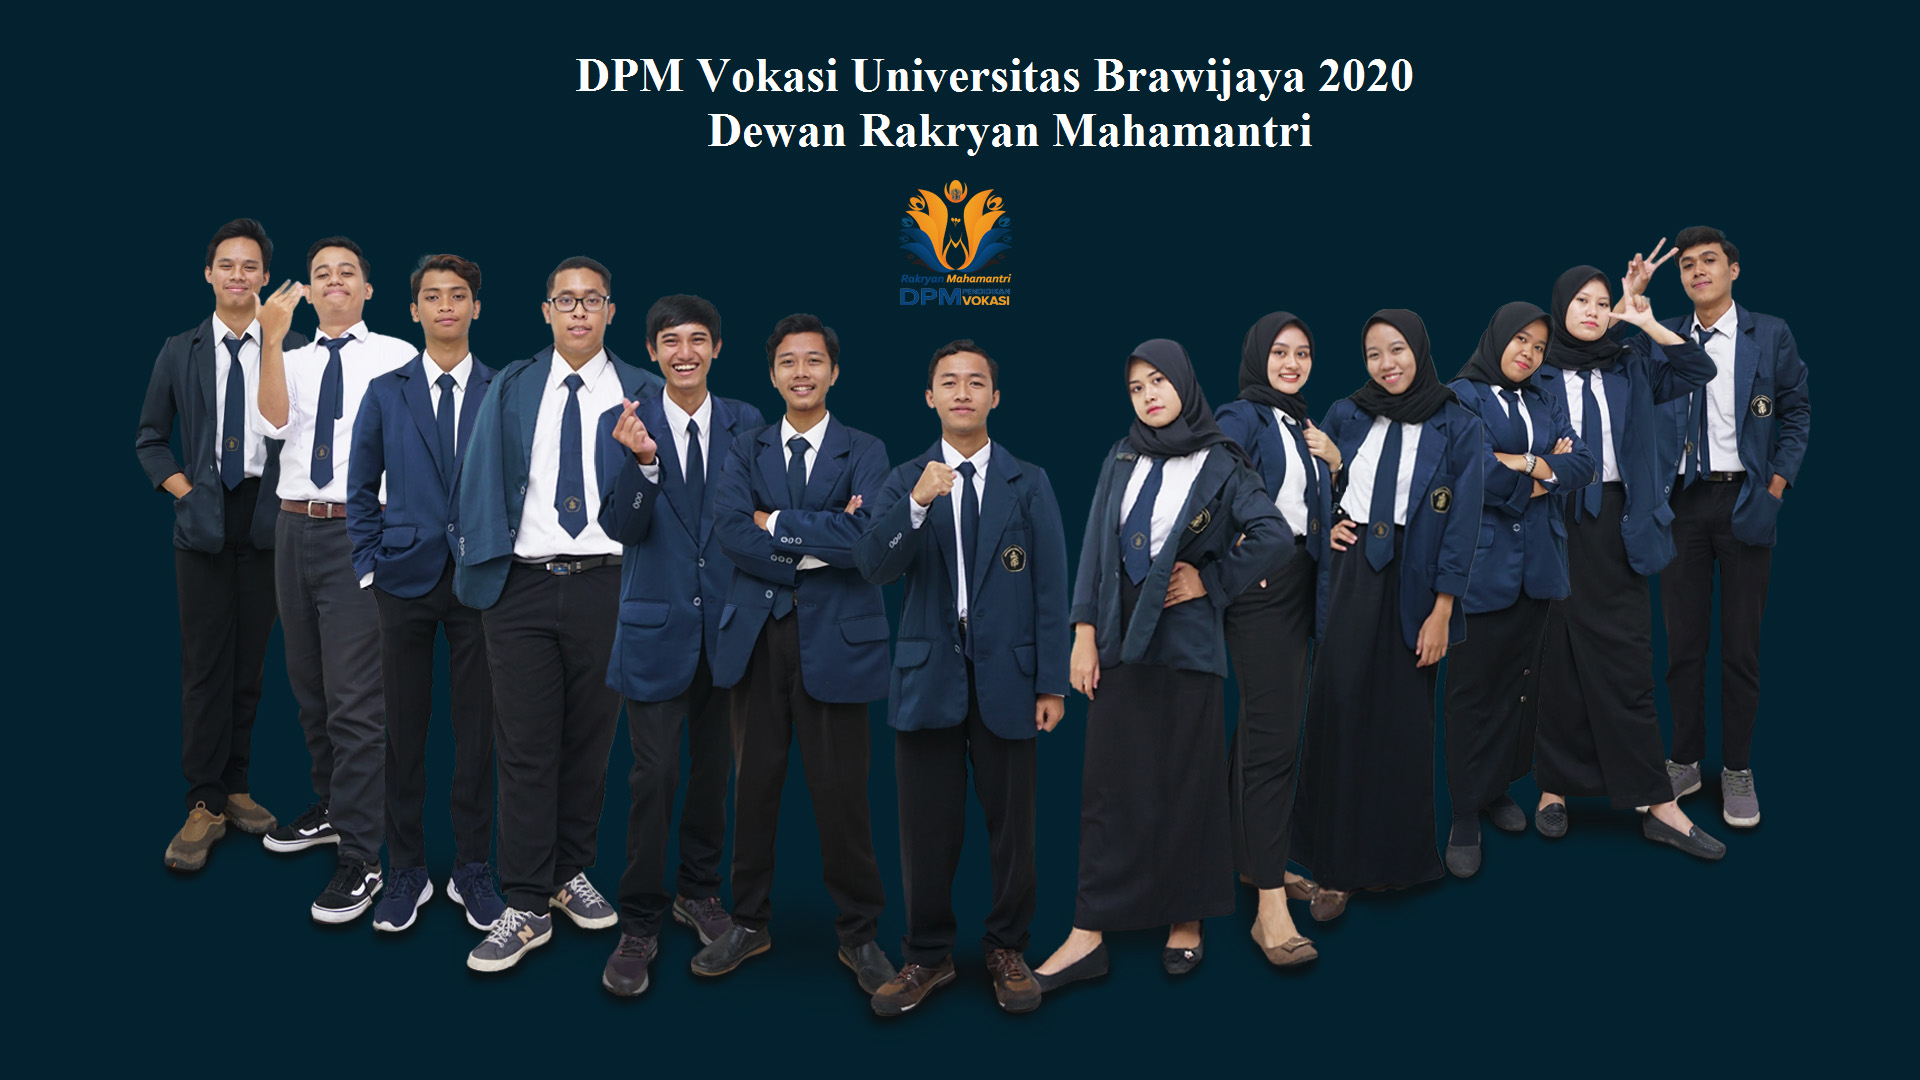 DPM Vokasi Universitas Brawijaya 2020
Dewan Rakryan Mahamantri
Rakryan Mahamantri
DPM PENDIDIKAN
VOKASI
N